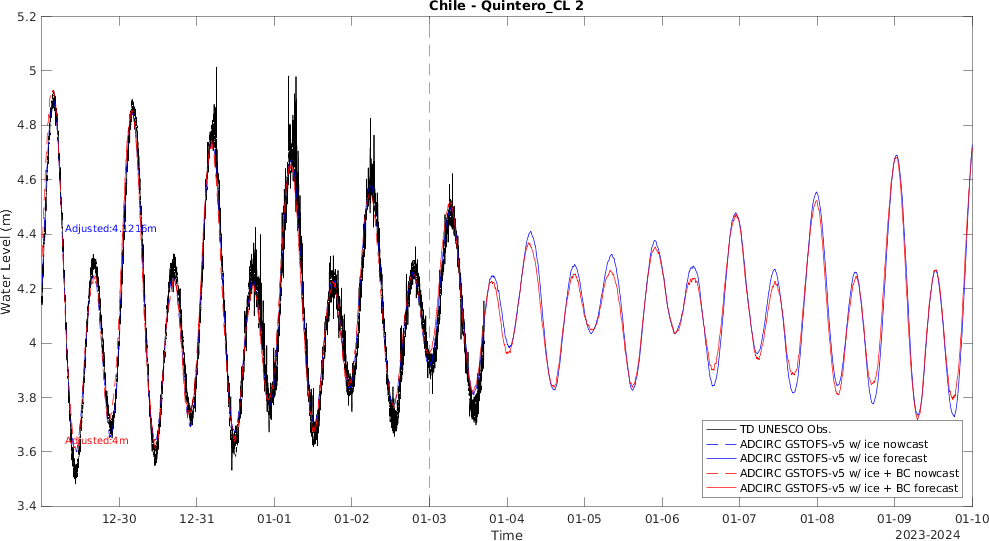 Chile - Quintero_CL 2
5.2
5
4.8
4.6
4.4
4.2
4
3.8
3.6
3.4
Water Level (m)
Adjusted:4.1216m
Adjusted:4m
TD UNESCO Obs.
ADCIRC GSTOFS-v5 w/ ice nowcast
ADCIRC GSTOFS-v5 w/ ice forecast
ADCIRC GSTOFS-v5 w/ ice + BC nowcast
ADCIRC GSTOFS-v5 w/ ice + BC forecast
12-30 12-31 01-01 01-02 01-03 01-04 01-05 01-06 01-07 01-08 01-09 01-10
Time
2023-2024